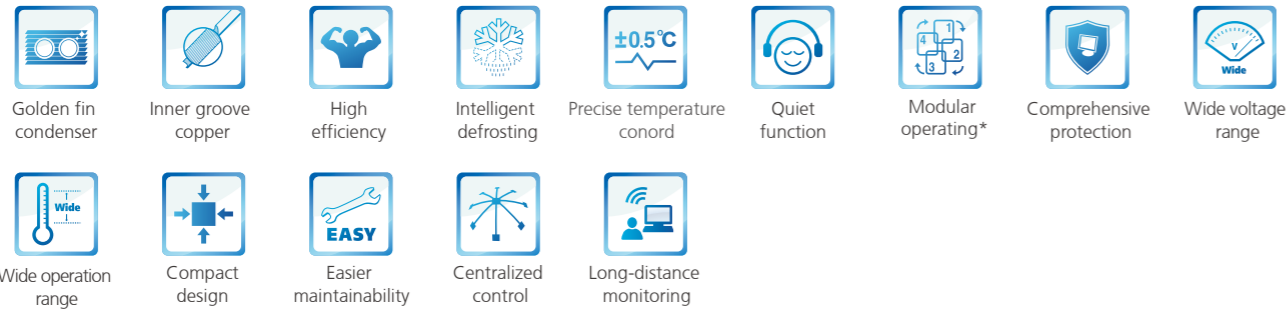 ±0.5°C
1
4
2
3
V
Wide
Golden fin
condenser
Inner groove
copper
High
efficiency
Intelligent
defrosting
Precise temperature
conord
Quiet
function
Modular
operating*
Comprehensive
protection
Wide voltage
range
Wide
EASY
Wide operation
range
Compact
design
Easier
maintainability
Centralized
control
Long-distance
monitoring